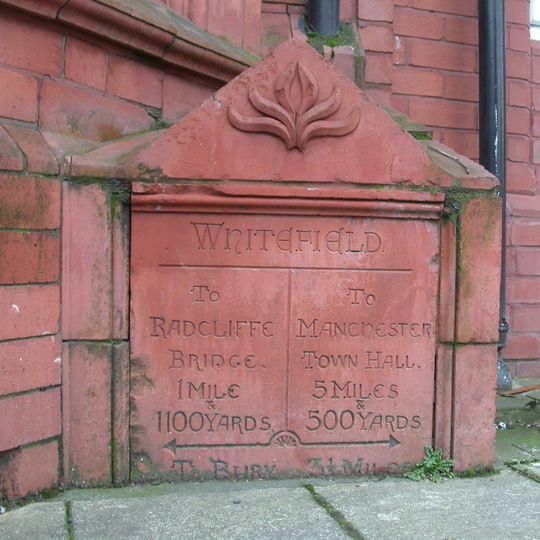 WHITEFIELD.
To
RADCLIFFE
BRIDGE.
1 MILE
&
1100 YARDS
To
MANCHESTER
TOWN HALL.
5 MILES
&
500 YARDS
To BURY 3½ MILES